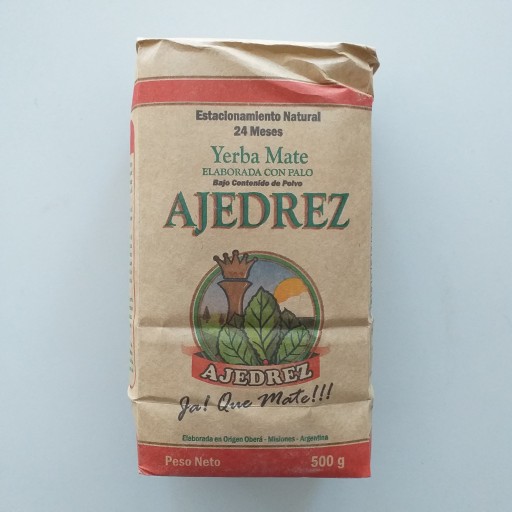 Estacionamiento Natural
24 Meses
Yerba Mate
ELABORADA CON PALO
Bajo Contenido de Polvo
AJEDREZ
AJEDREZ
Ja! Que Mate!!!
Elaborada en Origen Oberá - Misiones - Argentina
Peso Neto 500 g